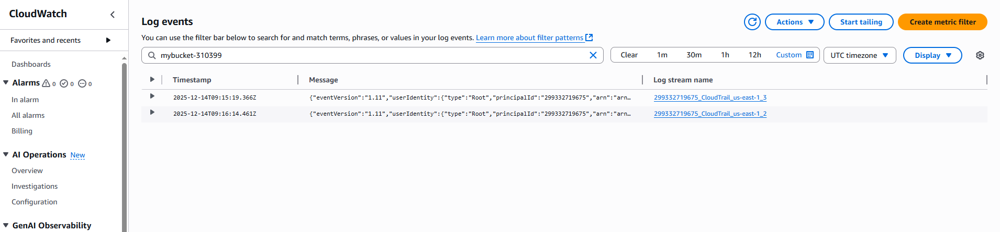 CloudWatch
Favorites and recents
Dashboards
Alarms 0 0 0
In alarm
All alarms
Billing
AI Operations New
Overview
Investigations
Configuration
GenAI Observability
Log events
Actions
Start tailing
Create metric filter
You can use the filter bar below to search for and match terms, phrases, or values in your log events. Learn more about filter patterns
mybucket-310399
Clear 1m 30m 1h 12h Custom
UTC timezone
Display
Timestamp Message Log stream name
2025-12-14T09:15:19.366Z {"eventVersion":"1.11","userIdentity":{"type":"Root","principalId":"299332719675","arn":"arn… 299332719675_CloudTrail_us-east-1_3
2025-12-14T09:16:14.461Z {"eventVersion":"1.11","userIdentity":{"type":"Root","principalId":"299332719675","arn":"arn… 299332719675_CloudTrail_us-east-1_2